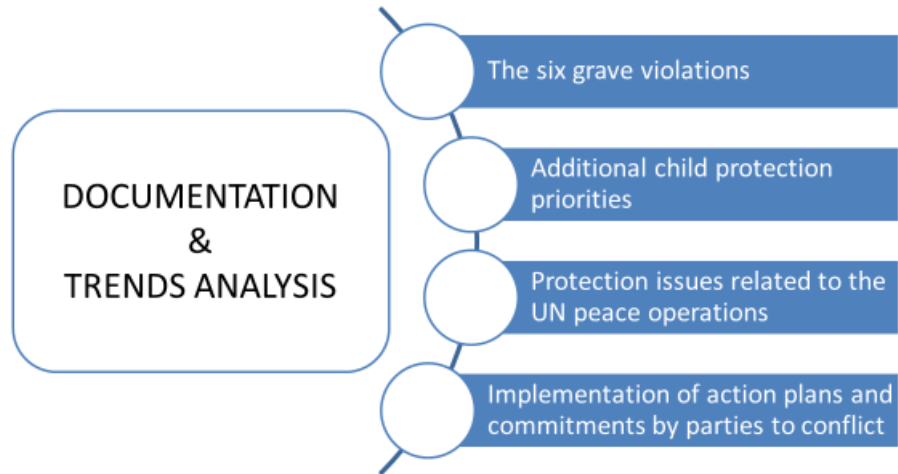 DOCUMENTATION
&
TRENDS ANALYSIS
The six grave violations
Additional child protection
priorities
Protection issues related to the
UN peace operations
Implementation of action plans and
commitments by parties to conflict